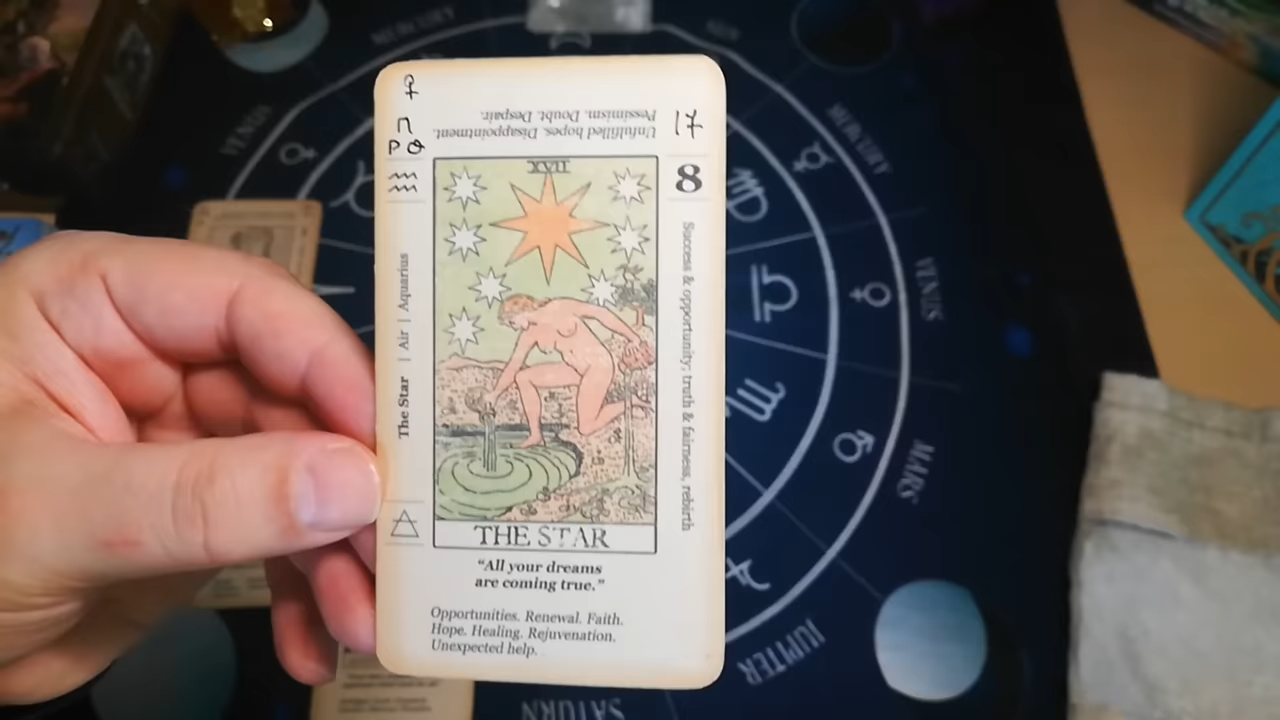 Unfulfilled hopes. Disappointment.
Pessimism. Doubt. Despair.
17
8
XVII
The Star | Air | Aquarius
Success & opportunity; truth & fairness, rebirth
THE STAR
“All your dreams
are coming true.”
Opportunities. Renewal. Faith.
Hope. Healing. Rejuvenation.
Unexpected help.
MERCURY
VENUS
MERCURY
VENUS
MARS
JUPITER
SATURN